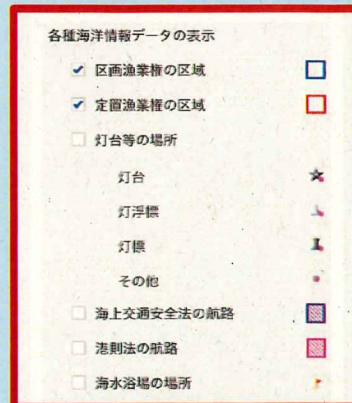 各種海洋情報データの表示
区画漁業権の区域
定置漁業権の区域
灯台等の場所
灯台
灯浮標
灯標
その他
海上交通安全法の航路
港則法の航路
海水浴場の場所